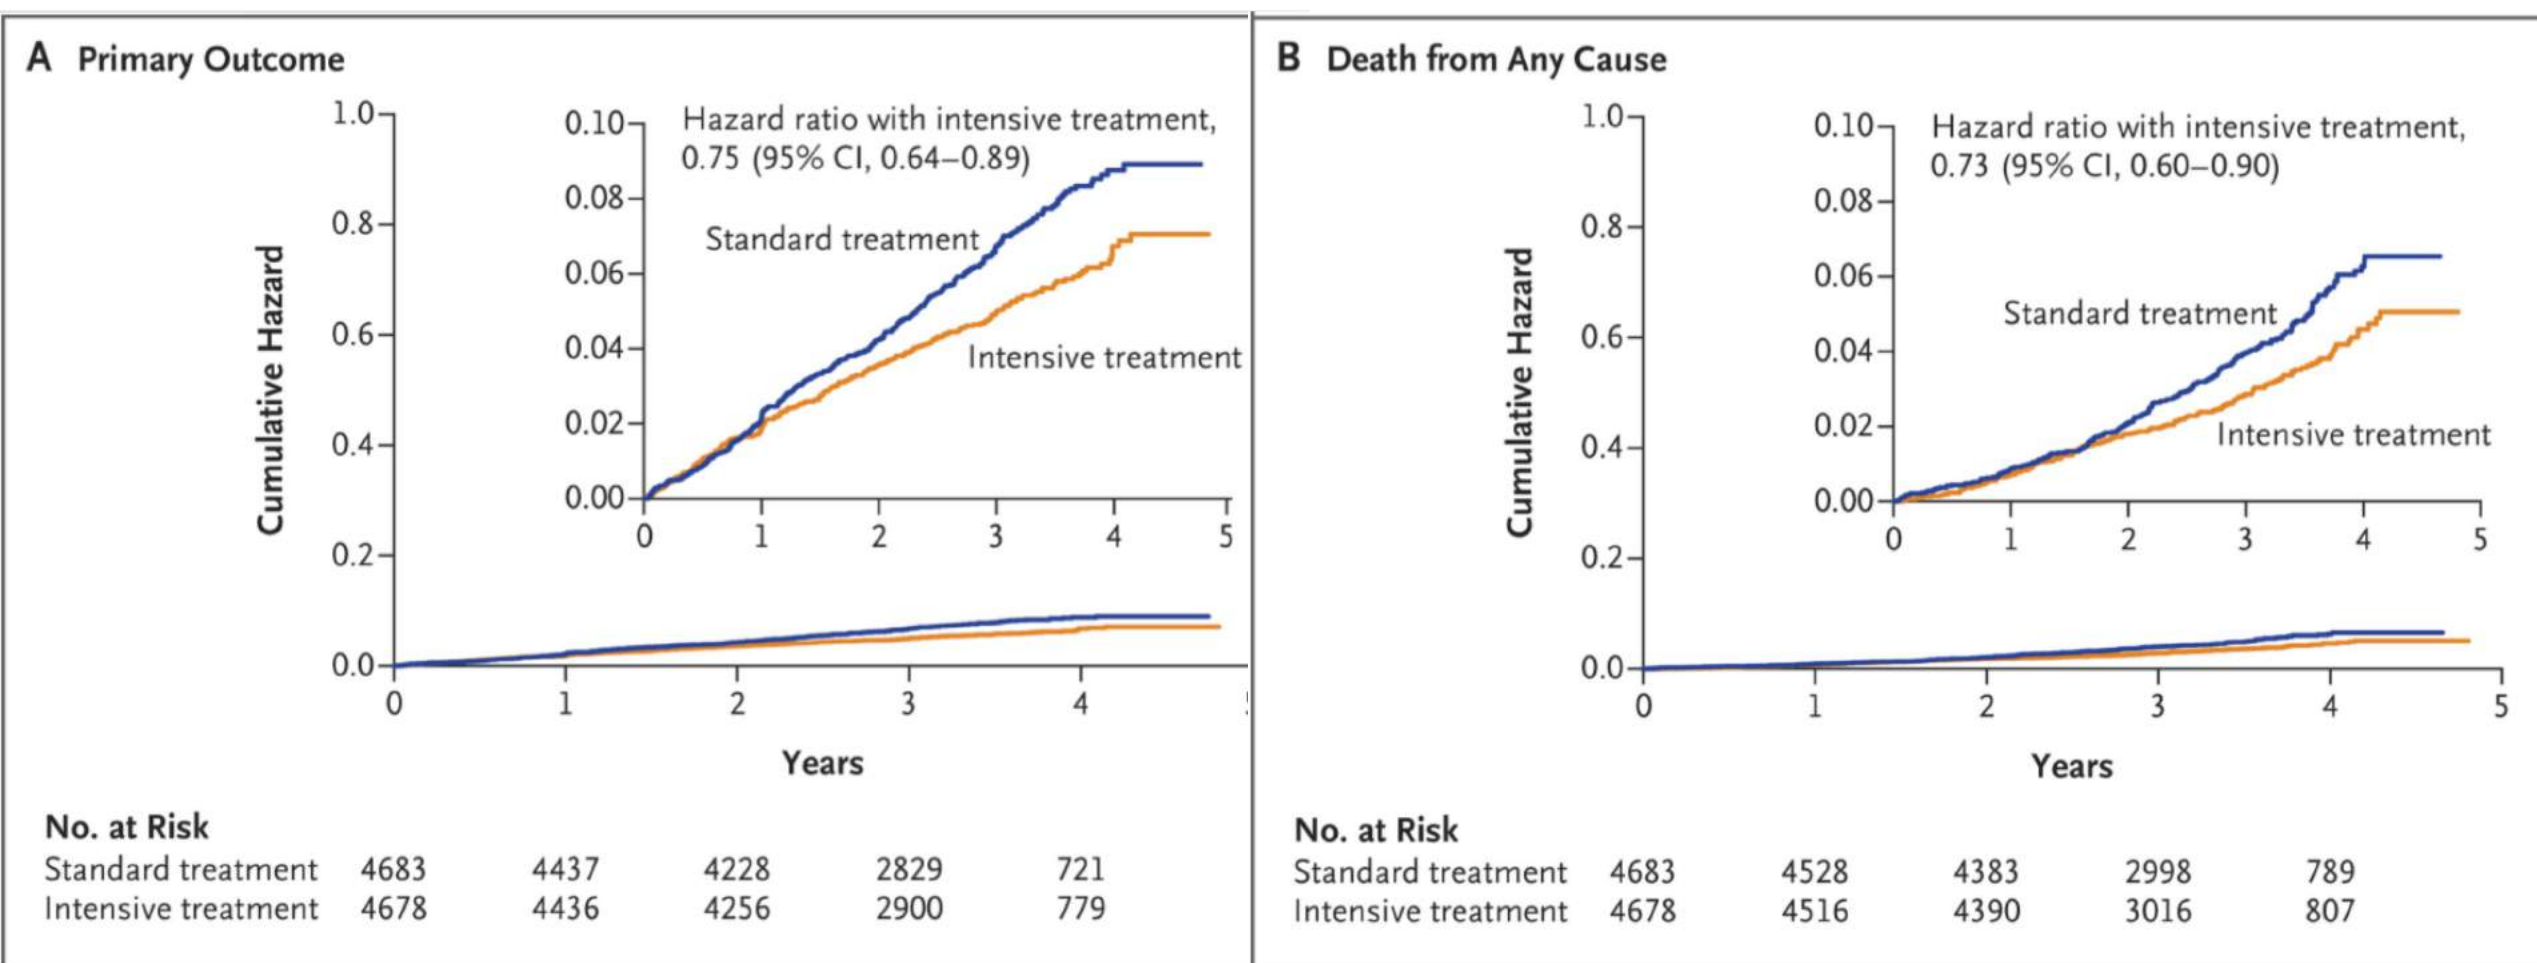 A Primary Outcome
Cumulative Hazard
1.0
0.8
0.6
0.4
0.2
0.0
0 1 2 3 4
Years
0.10
0.08
0.06
0.04
0.02
0.00
0 1 2 3 4 5
Hazard ratio with intensive treatment,
0.75 (95% CI, 0.64–0.89)
Standard treatment
Intensive treatment
No. at Risk
Standard treatment 4683 4437 4228 2829 721
Intensive treatment 4678 4436 4256 2900 779
B Death from Any Cause
Cumulative Hazard
1.0
0.8
0.6
0.4
0.2
0.0
0 1 2 3 4 5
Years
0.10
0.08
0.06
0.04
0.02
0.00
0 1 2 3 4 5
Hazard ratio with intensive treatment,
0.73 (95% CI, 0.60–0.90)
Standard treatment
Intensive treatment
No. at Risk
Standard treatment 4683 4528 4383 2998 789
Intensive treatment 4678 4516 4390 3016 807